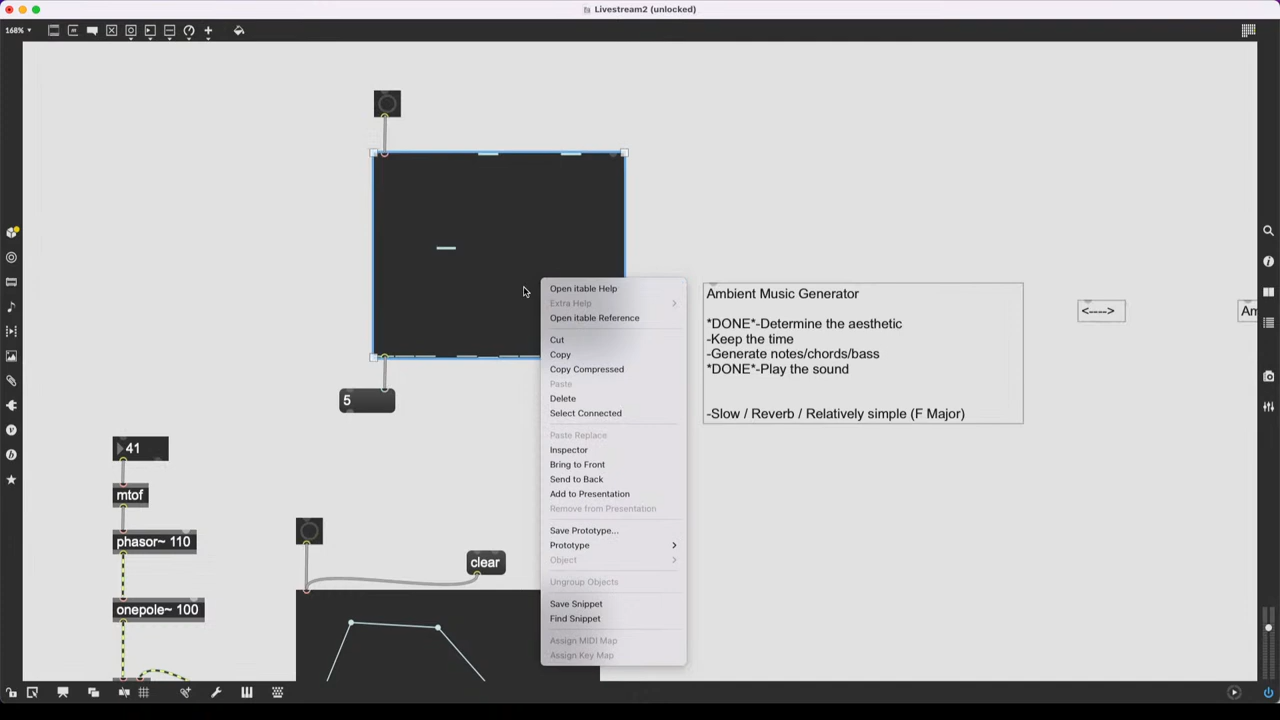 Livestream2 (unlocked)
168%
Open itable Help
Extra Help
Open itable Reference
Cut
Copy
Copy Compressed
Paste
Delete
Select Connected
Paste Replace
Inspector
Bring to Front
Send to Back
Add to Presentation
Remove from Presentation
Save Prototype...
Prototype
Object
Ungroup Objects
Save Snippet
Find Snippet
Assign MIDI Map
Assign Key Map
Ambient Music Generator
*DONE*-Determine the aesthetic
-Keep the time
-Generate notes/chords/bass
*DONE*-Play the sound
-Slow / Reverb / Relatively simple (F Major)
<---->
Am
5
41
mtof
phasor~ 110
onepole~ 100
clear